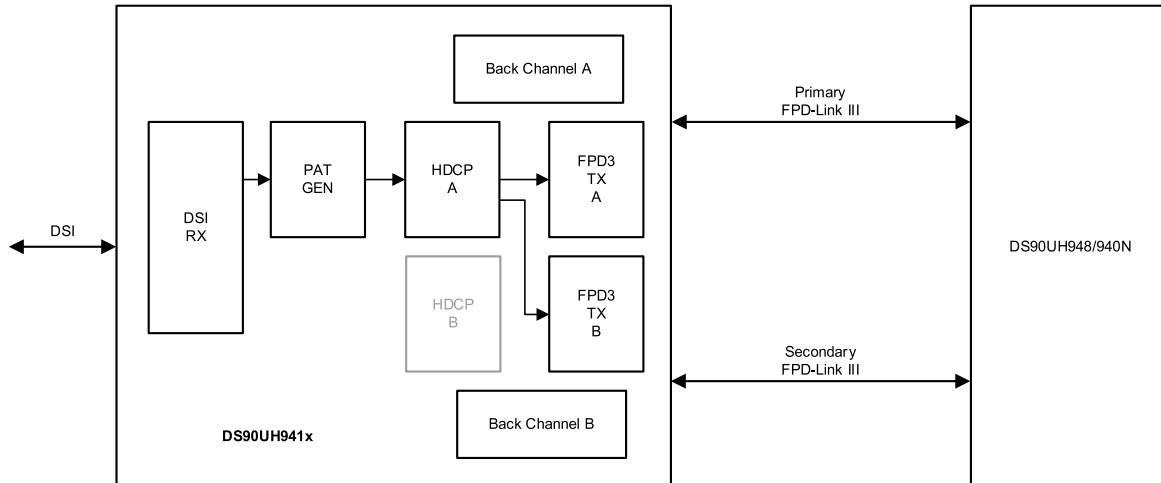 Back Channel A
Primary
FPD-Link III
PAT
GEN
HDCP
A
FPD3
TX
A
DSI
RX
DSI
DS90UH948/940N
HDCP
B
FPD3
TX
B
Secondary
FPD-Link III
Back Channel B
DS90UH941x